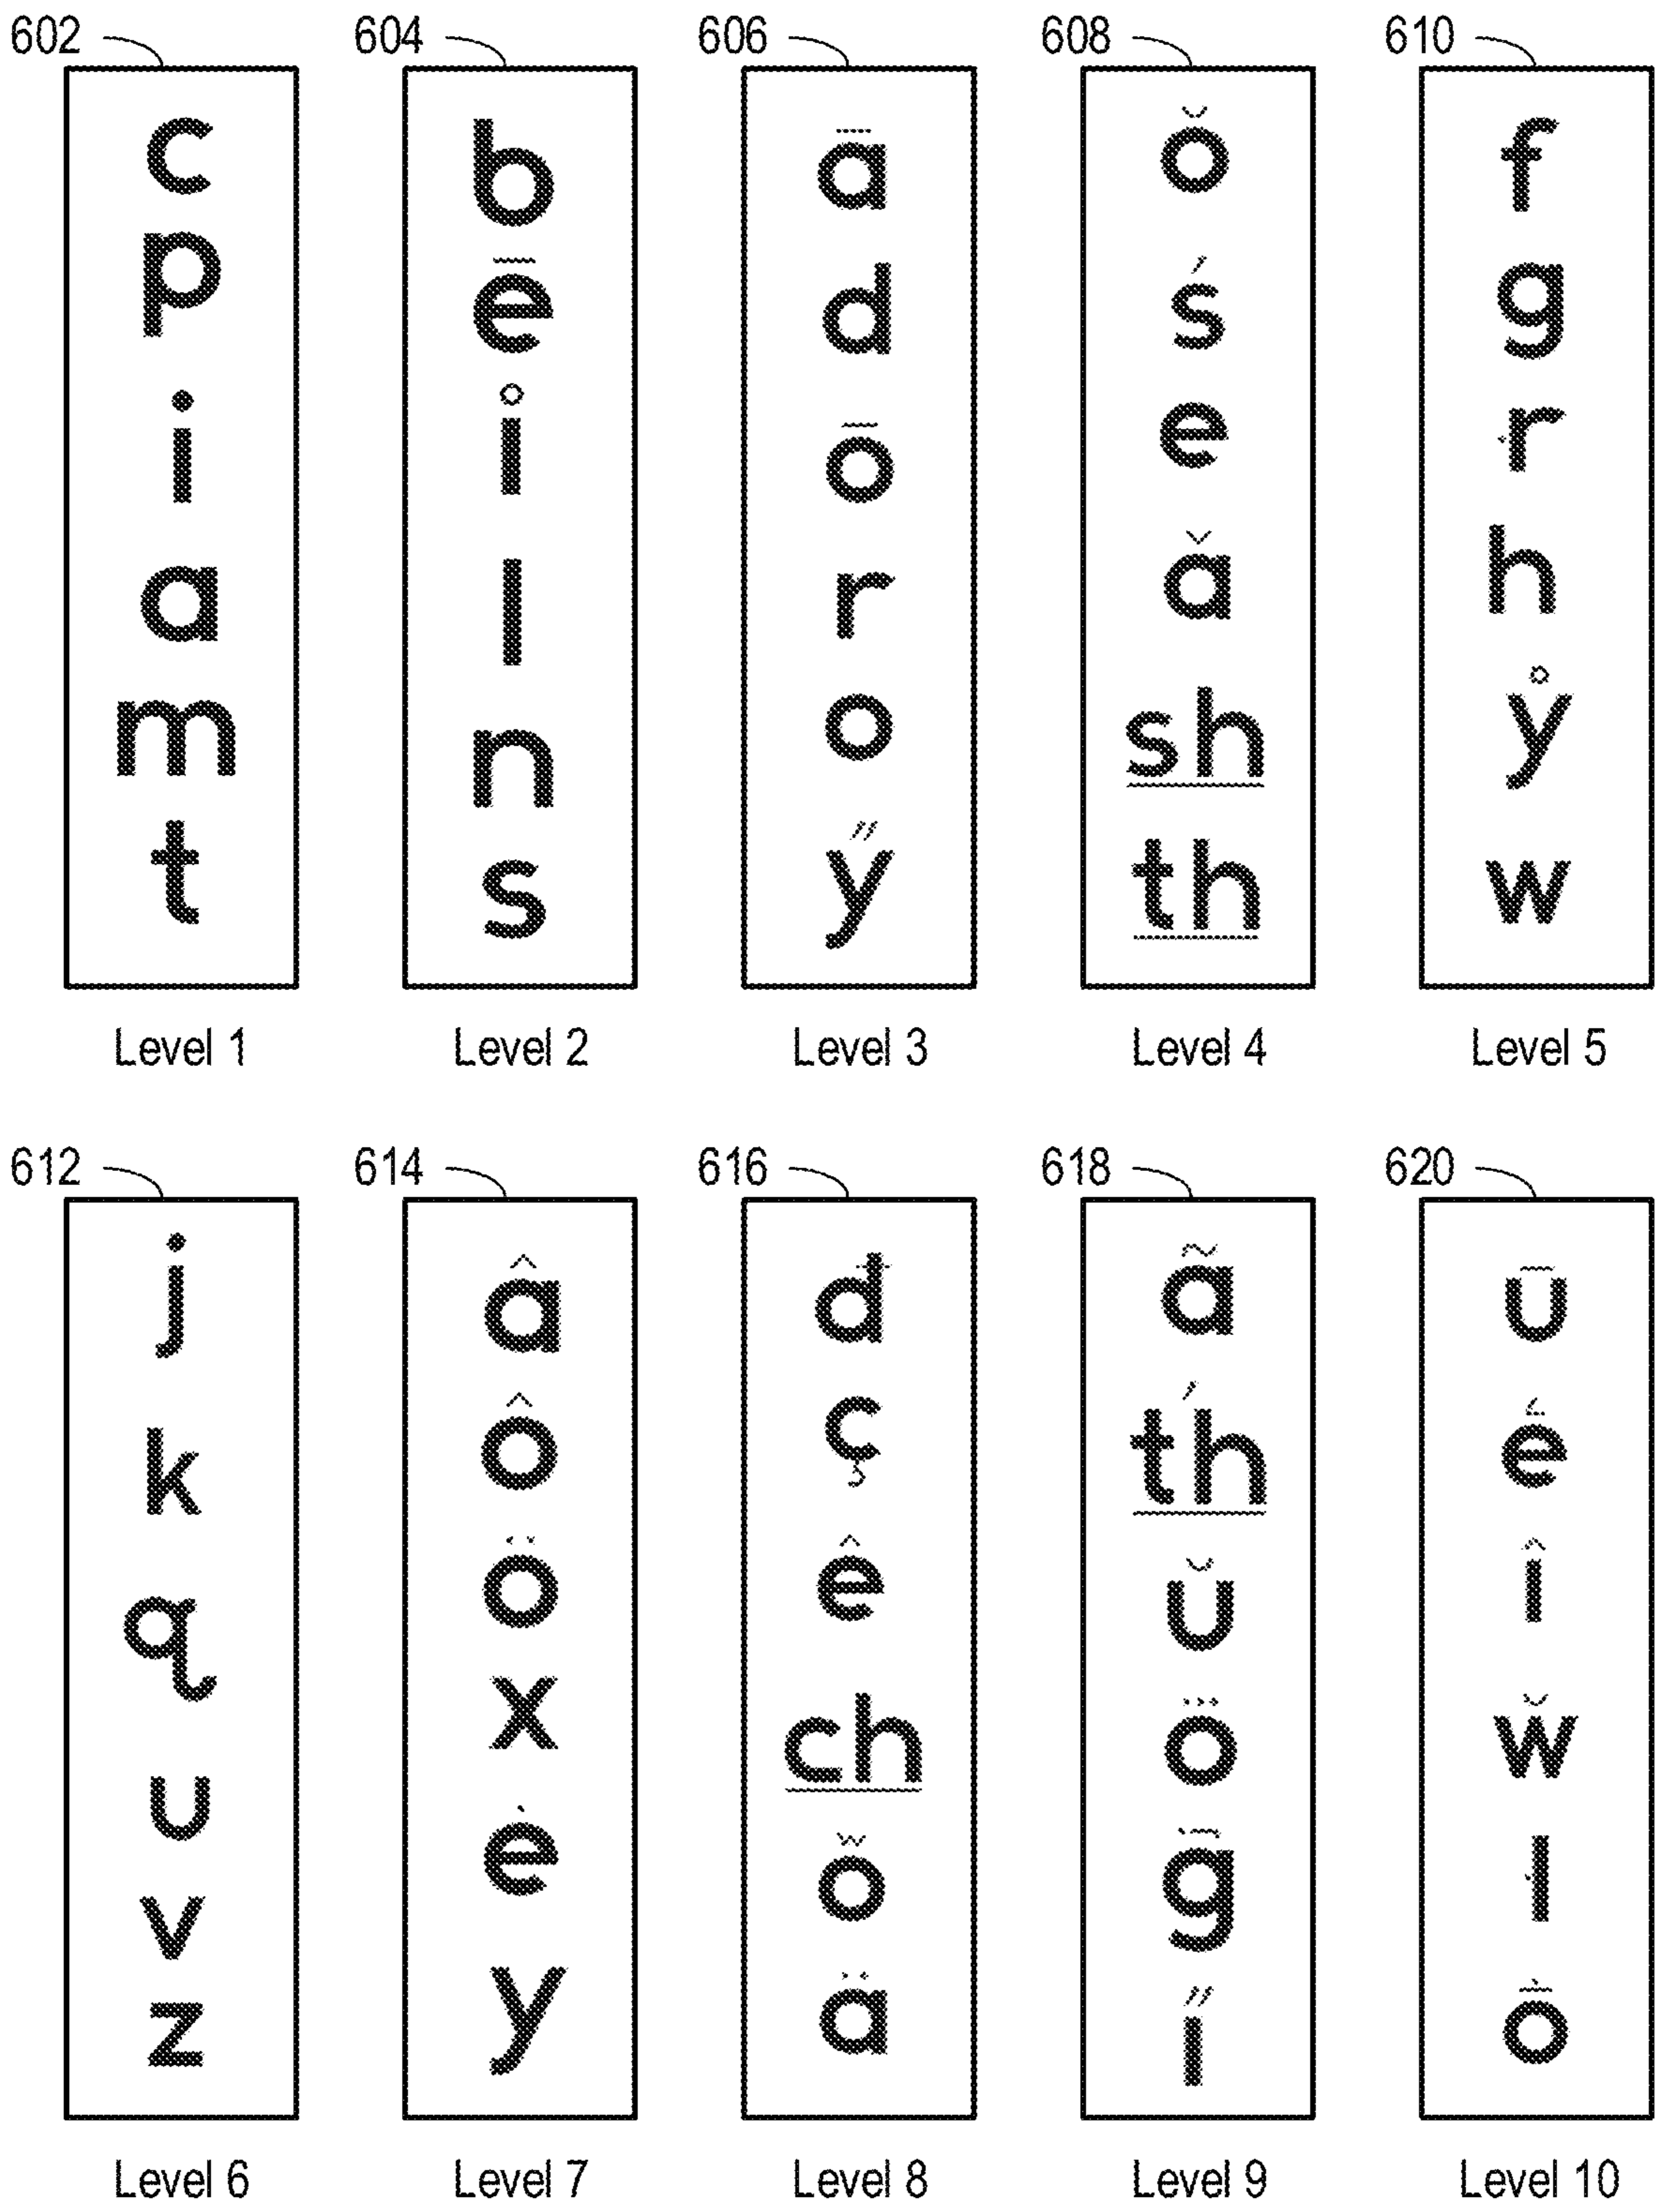 602
c
p
i
a
m
t
Level 1
604
b
ē
i̊
l
n
s
Level 2
606
ā
d
ō
r
o
y̋
Level 3
608
ŏ
ś
e
ǎ
sh
th
Level 4
610
f
g
r
h
ẙ
w
Level 5
612
j
k
q
u
v
z
Level 6
614
â
ô
ö
x
è
y
Level 7
616
đ
ç
ê
ch
o
ä
Level 8
618
ã
th́
ŭ
o
g
ı̋
Level 9
620
ū
é
î
w̆
l
ō
Level 10